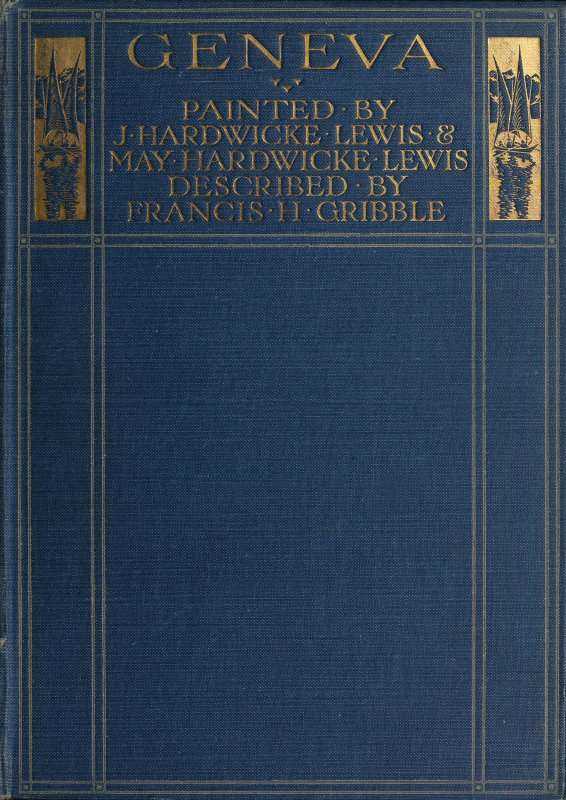 GENEVA
PAINTED · BY
J · HARDWICKE · LEWIS · &
MAY · HARDWICKE · LEWIS
DESCRIBED · BY
FRANCIS · H · GRIBBLE